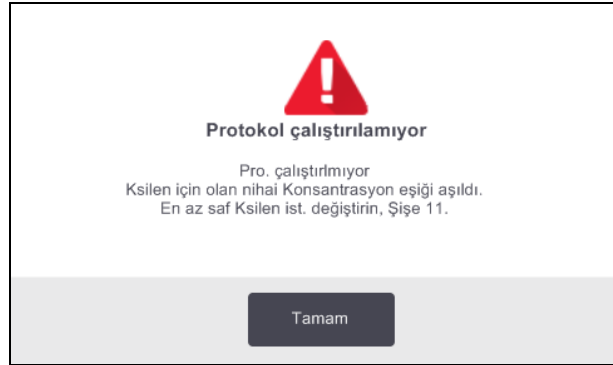 Protokol çalıştırılamıyor
Pro. çalıştırlmıyor
Ksilen için olan nihai Konsantrasyon eşiği aşıldı.
En az saf Ksilen ist. değiştirin, Şişe 11.
Tamam